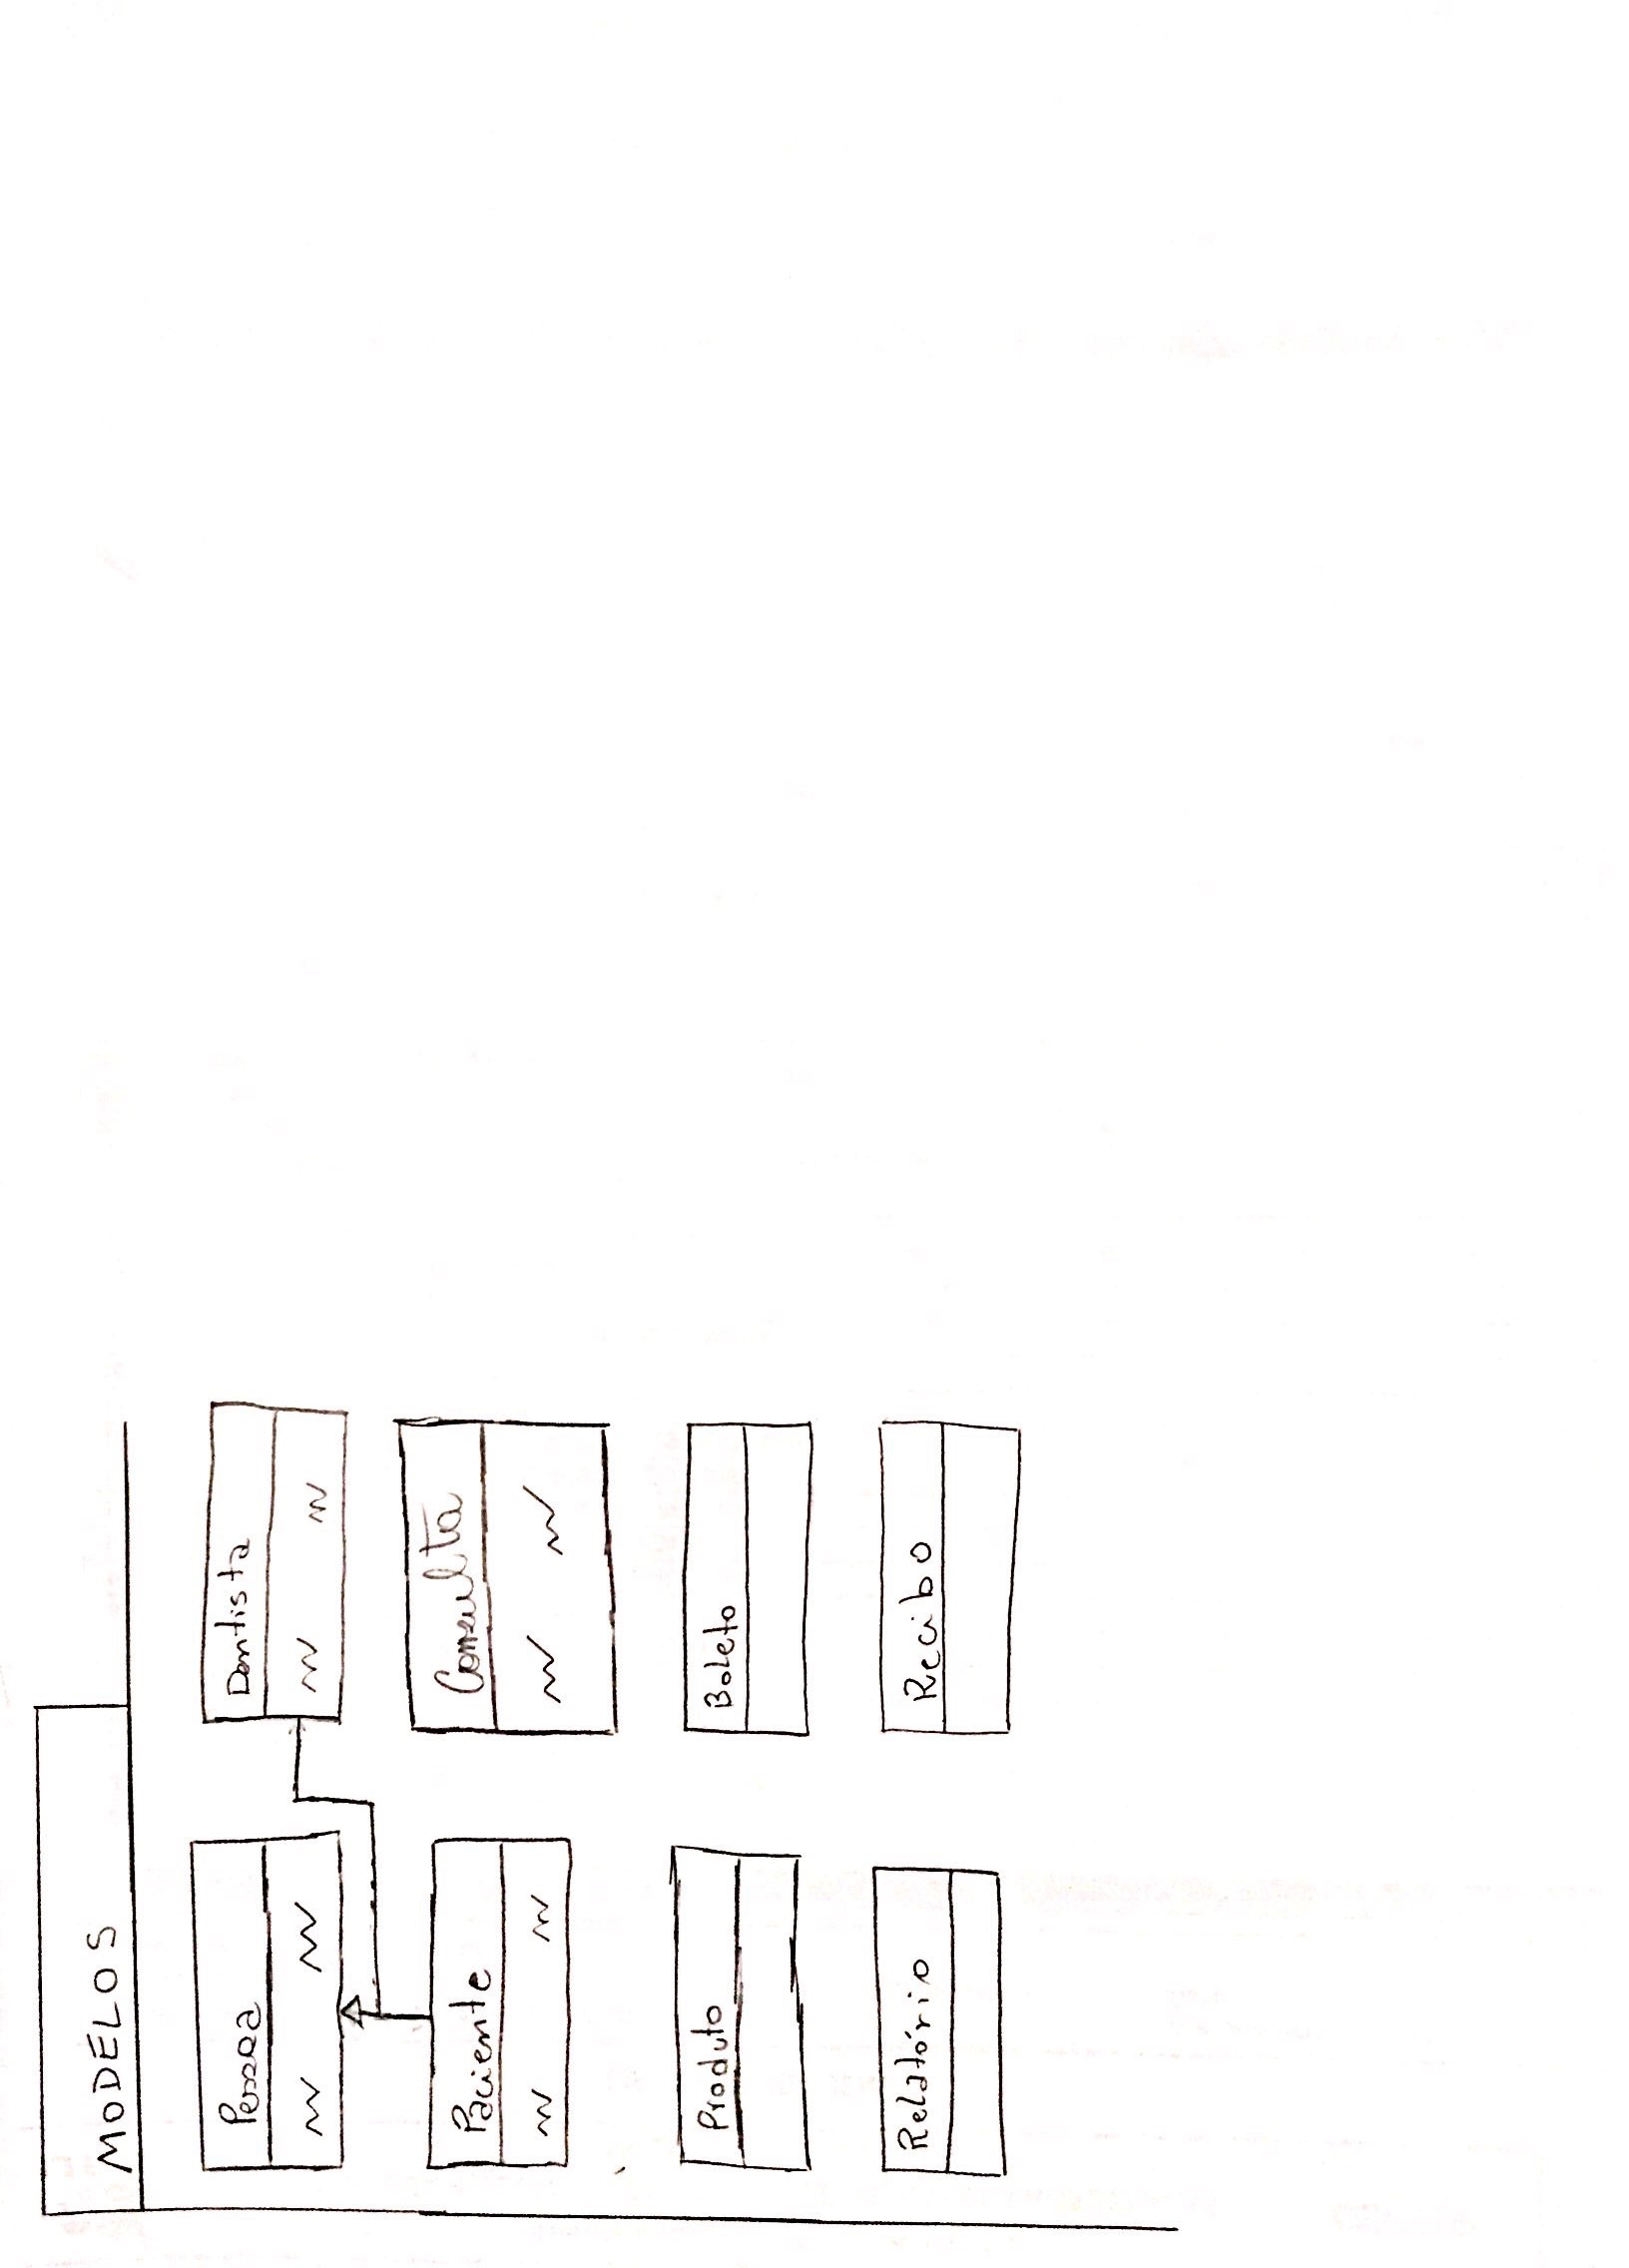 MODELOS
Pessoa
Dentista
Paciente
Consulta
Produto
Boleto
Relatório
Recibo